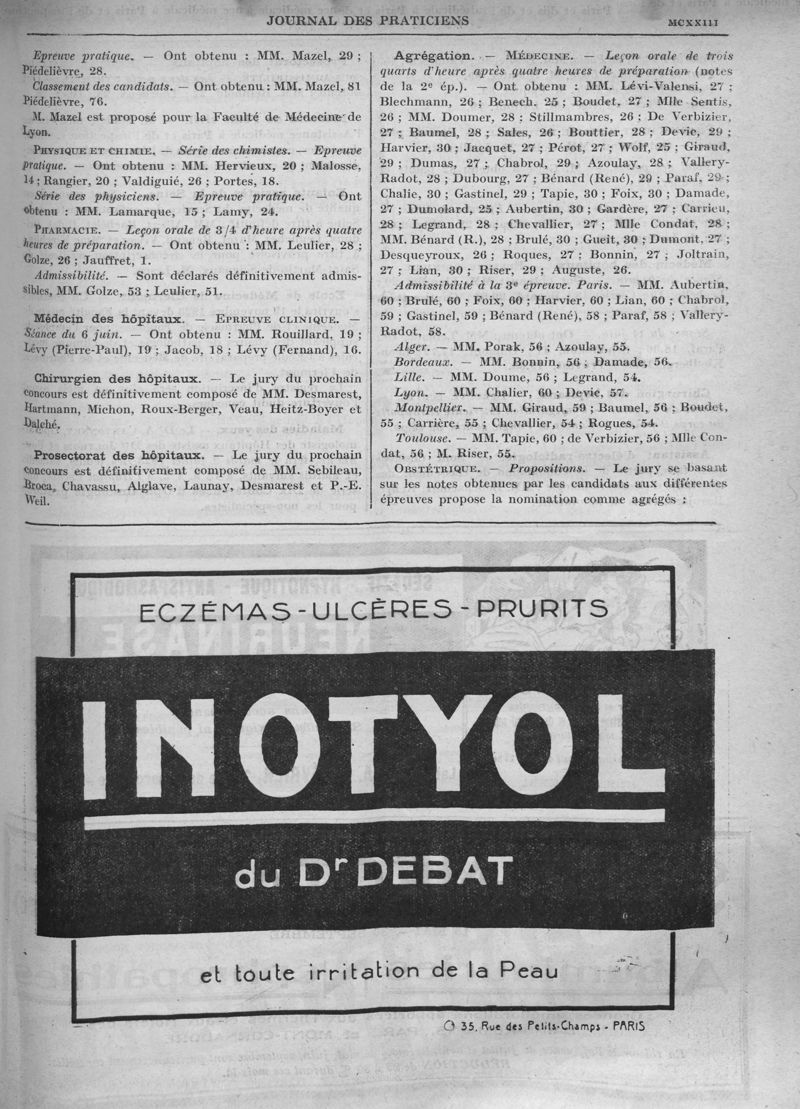 JOURNAL DES PRATICIENS
MCXXIII
Epreuve pratique. — Ont obtenu : MM. Mazel, 29 ;
Piédelièvre, 28.
Classement des candidats. — Ont obtenu : MM. Mazel, 81
Piédelièvre, 76.
M. Mazel est proposé pour la Faculté de Médecine de
Lyon.
PHYSIQUE ET CHIMIE. — Série des chimistes. — Epreuve
pratique. — Ont obtenu : MM. Hervieux, 20 ; Malosse,
14 ; Rangier, 20 ; Valdiguié, 26 ; Portes, 18.
Série des physiciens. — Epreuve pratique. — Ont
obtenu : MM. Lamarque, 15 ; Lamy, 24.
PHARMACIE. — Leçon orale de 3/4 d'heure après quatre
heures de préparation. — Ont obtenu : MM. Leulier, 28 ;
Golze, 26 ; Jauffret, 1.
Admissibilité. — Sont déclarés définitivement admis-
sibles, MM. Golze, 53 ; Leulier, 51.
Médecin des hôpitaux. — EPREUVE CLINIQUE. —
Séance du 6 juin. — Ont obtenu : MM. Rouillard, 19 ;
Lévy (Pierre-Paul), 19 ; Jacob, 18 ; Lévy (Fernand), 16.
Chirurgien des hôpitaux. — Le jury du prochain
concours est définitivement composé de MM. Desmarest,
Hartmann, Michon, Roux-Berger, Veau, Heitz-Boyer et
Dalché.
Prosectorat des hôpitaux. — Le jury du prochain
concours est définitivement composé de MM. Sebileau,
Broca, Chavassu, Alglave, Launay, Desmarest et P.-E.
Weil.
Agrégation. — MÉDECINE. — Leçon orale de trois
quarts d'heure après quatre heures de préparation (notes
de la 2e ép.). — Ont obtenu : MM. Lévi-Valensi, 27 ;
Blechmann, 26 ; Benech, 25 ; Boudet, 27 ; Mlle Sentis,
26 ; MM. Doumer, 28 ; Stillmambres, 26 ; De Verbizier,
27 ; Baumel, 28 ; Sales, 26 ; Bouttier, 28 ; Devie, 29 ;
Harvier, 30 ; Jacquet, 27 ; Pérot, 27 ; Wolf, 25 ; Giraud,
29 ; Dumas, 27 ; Chabrol, 29 ; Azoulay, 28 ; Vallery-
Radot, 28 ; Dubourg, 27 ; Bénard (René), 29 ; Paraf, 29 ;
Chalie, 30 ; Gastinel, 29 ; Tapie, 30 ; Foix, 30 ; Damade,
27 ; Dumolard, 25 ; Aubertin, 30 ; Gardère, 27 ; Carrieu,
28 ; Legrand, 28 ; Chevallier, 27 ; Mlle Condat, 28 ;
MM. Bénard (R.), 28 ; Brulé, 30 ; Gueit, 30 ; Dumont, 27 ;
Desqueyroux, 26 ; Roques, 27 ; Bonnin, 27 ; Joltrain,
27 ; Lian, 30 ; Riser, 29 ; Auguste, 26.
Admissibilité à la 3e épreuve. Paris. — MM. Aubertin,
60 ; Brulé, 60 ; Foix, 60 ; Harvier, 60 ; Lian, 60 ; Chabrol,
59 ; Gastinel, 59 ; Bénard (René), 58 ; Paraf, 58 ; Vallery-
Radot, 58.
Alger. — MM. Porak, 56 ; Azoulay, 55.
Bordeaux. — MM. Bonnin, 56 ; Damade, 56.
Lille. — MM. Doume, 56 ; Legrand, 54.
Lyon. — MM. Chalier, 60 ; Devie, 57.
Montpellier. — MM. Giraud, 59 ; Baumel, 56 ; Boudet,
55 ; Carrière, 55 ; Chevallier, 54 ; Rogues, 54.
Toulouse. — MM. Tapie, 60 ; de Verbizier, 56 ; Mlle Con-
dat, 56 ; M. Riser, 55.
OBSTÉTRIQUE. — Propositions. — Le jury se basant
sur les notes obtenues par les candidats aux différentes
épreuves propose la nomination comme agrégés :
ECZÉMAS - ULCÈRES - PRURITS
INOTYOL
du Dr DEBAT
et toute irritation de la Peau
35, Rue des Petits-Champs - PARIS